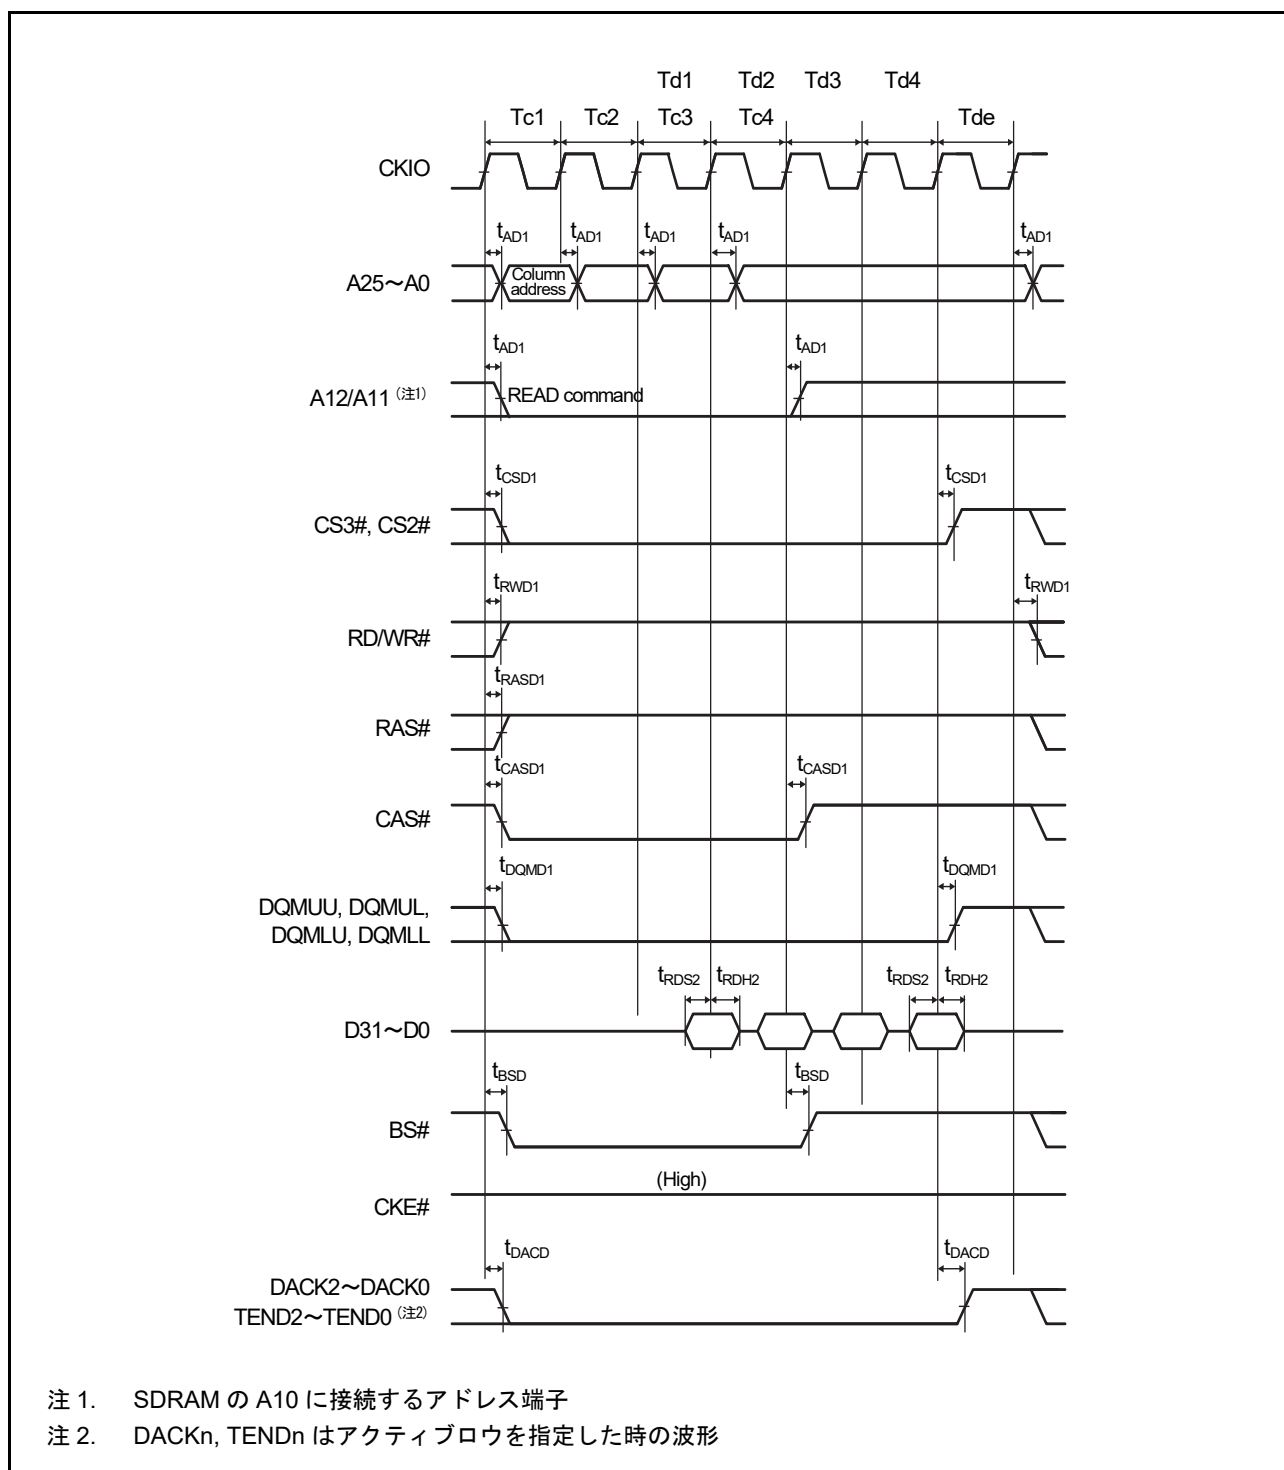 Td1 Td2 Td3 Td4
Tc1 Tc2 Tc3 Tc4 Tde
CKIO
tAD1 tAD1 tAD1 tAD1 tAD1
A25～A0
Column
address
tAD1 tAD1
A12/A11 (注1)
READ command
tCSD1 tCSD1
CS3#, CS2#
tRWD1 tRWD1
RD/WR#
tRASD1
RAS#
tCASD1 tCASD1
CAS#
tDQMD1 tDQMD1
DQMUU, DQMUL,
DQMLU, DQMLL
tRDS2 tRDH2 tRDS2 tRDH2
D31～D0
tBSD tBSD
BS#
(High)
CKE#
tDACD tDACD
DACK2～DACK0
TEND2～TEND0 (注2)
注 1. SDRAM の A10 に接続するアドレス端子
注 2. DACKn, TENDn はアクティブロウを指定した時の波形